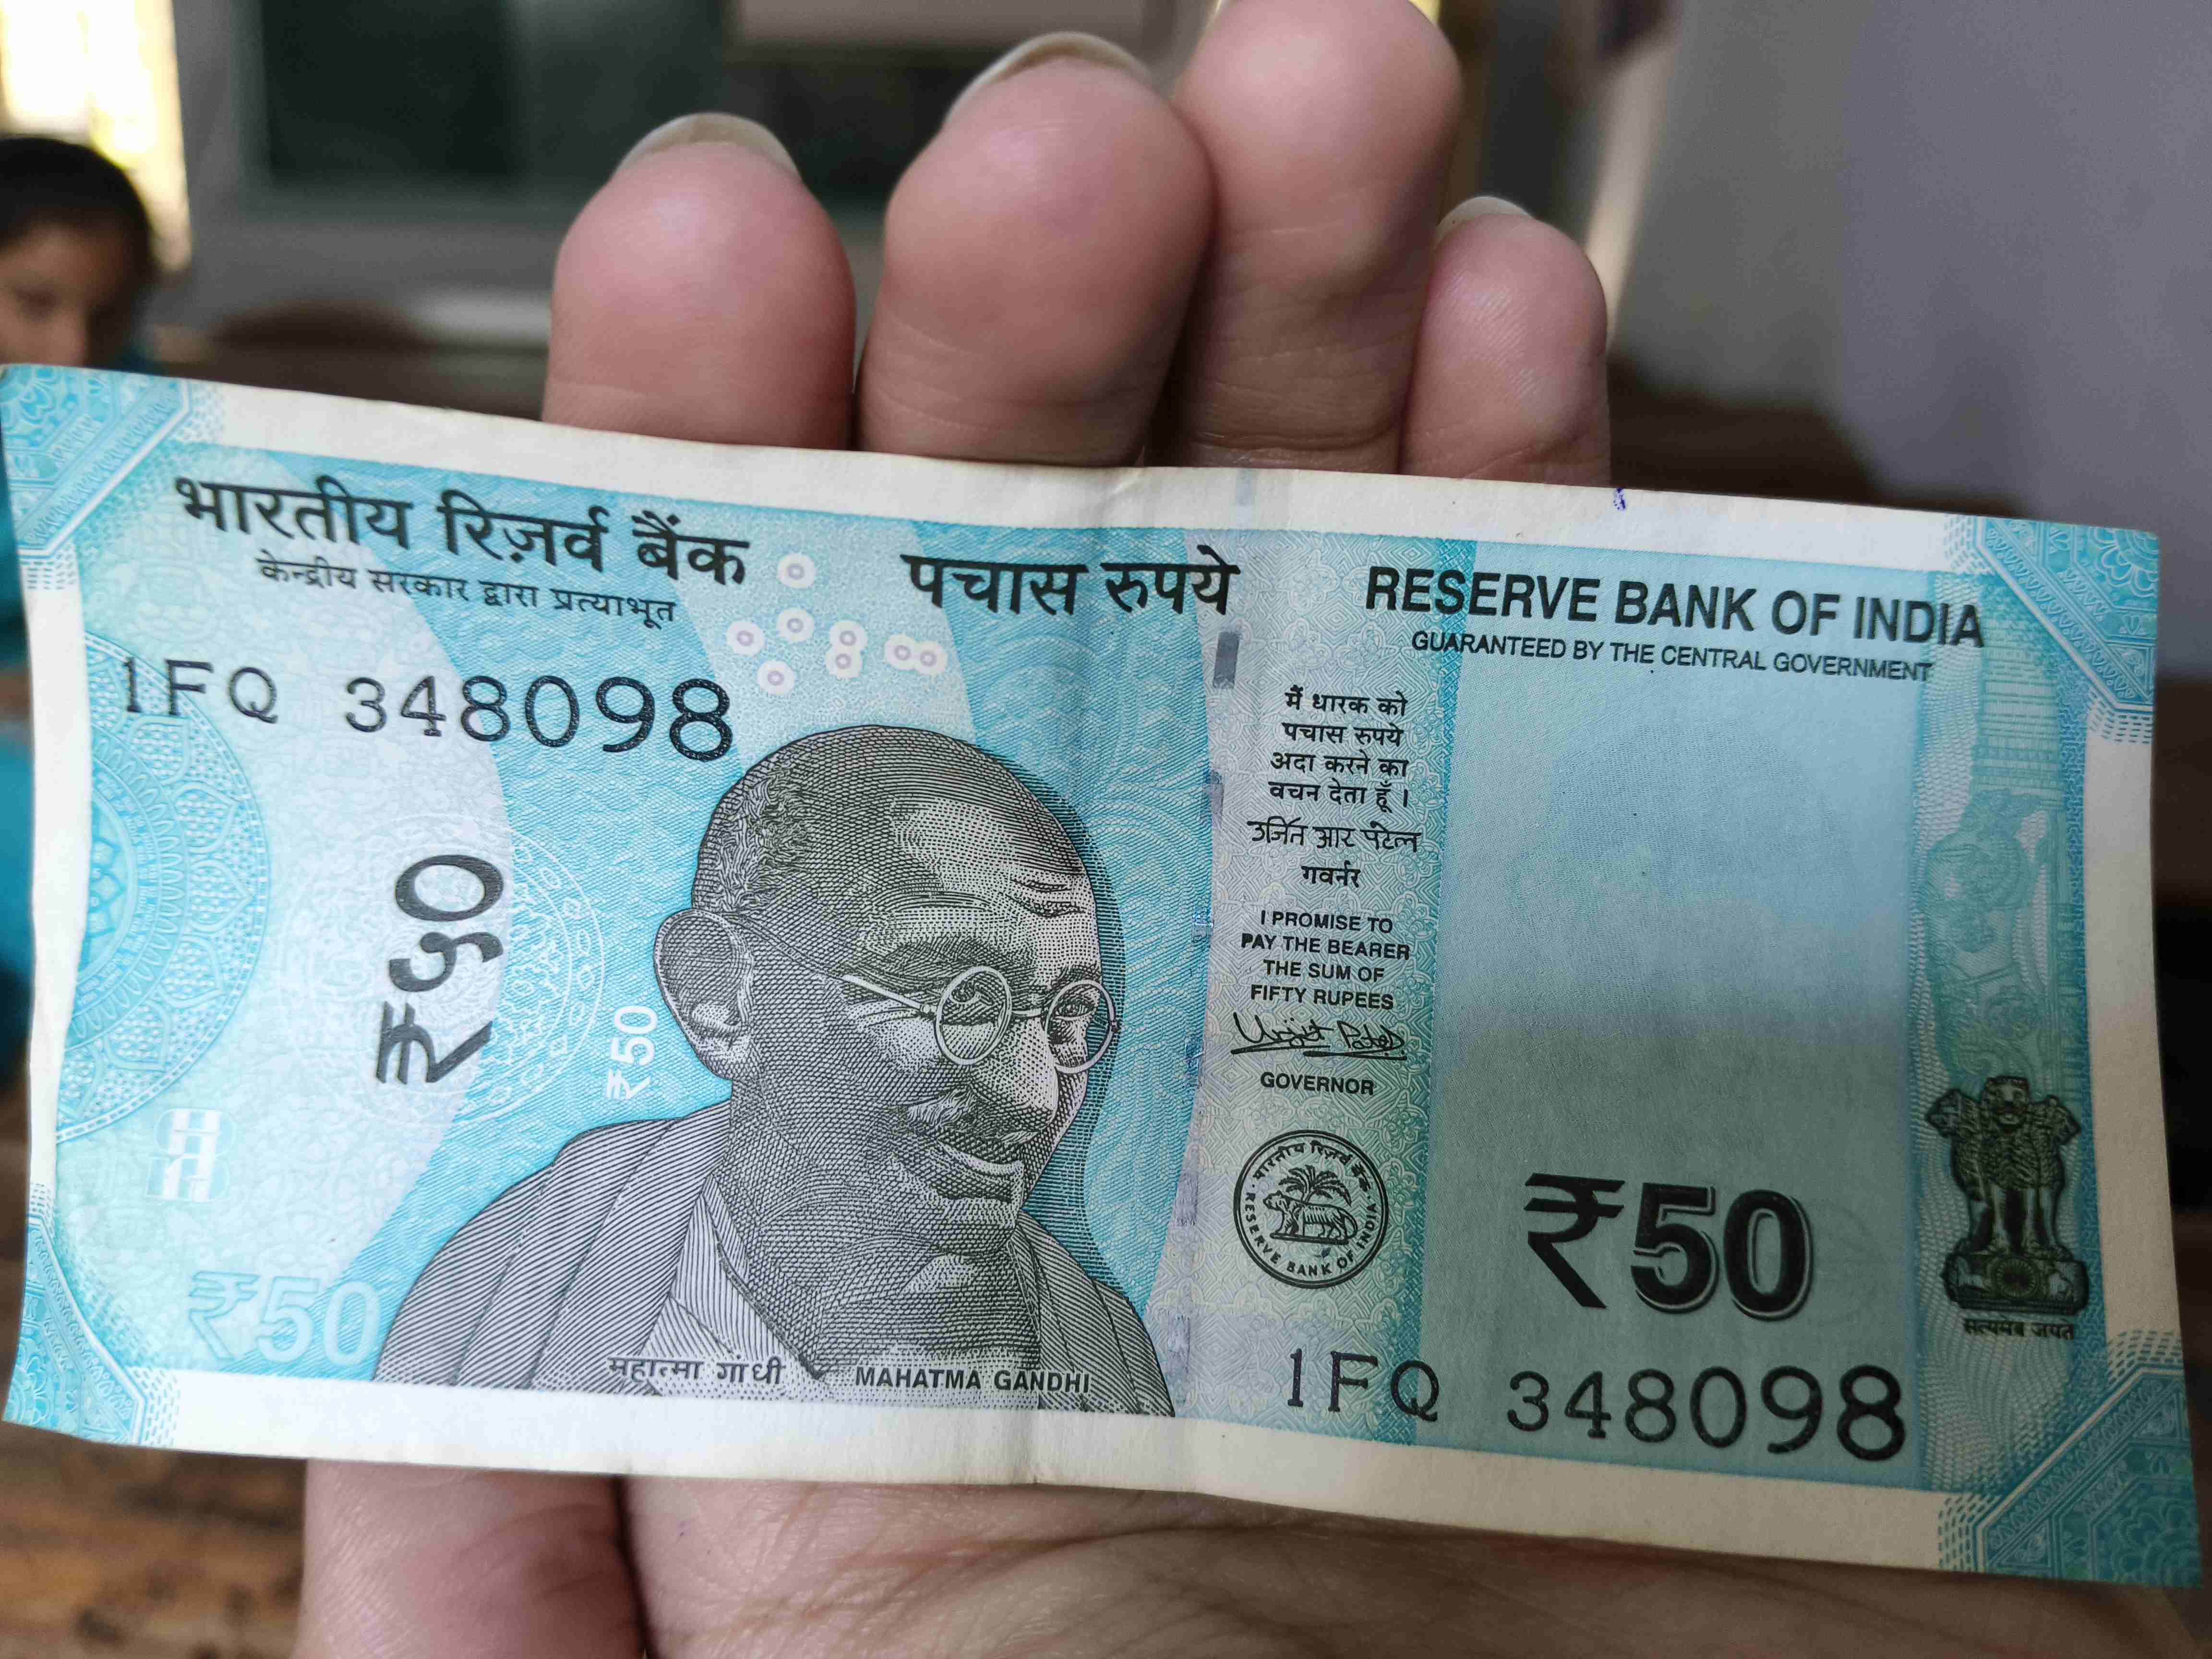 भारतीय रिज़र्व बैंक
केन्द्रीय सरकार द्वारा प्रत्याभूत
1FQ 348098
₹५०
₹50
₹50
महात्मा गांधी MAHATMA GANDHI
पचास रुपये
RESERVE BANK OF INDIA
GUARANTEED BY THE CENTRAL GOVERNMENT
मैं धारक को
पचास रुपये
अदा करने का
वचन देता हूँ ।
उर्जित आर पटेल
गवर्नर
I PROMISE TO
PAY THE BEARER
THE SUM OF
FIFTY RUPEES
Urjit Patel
GOVERNOR
भारतीय रिज़र्व बैंक
RESERVE BANK OF INDIA
₹50
सत्यमेव जयते
1FQ 348098